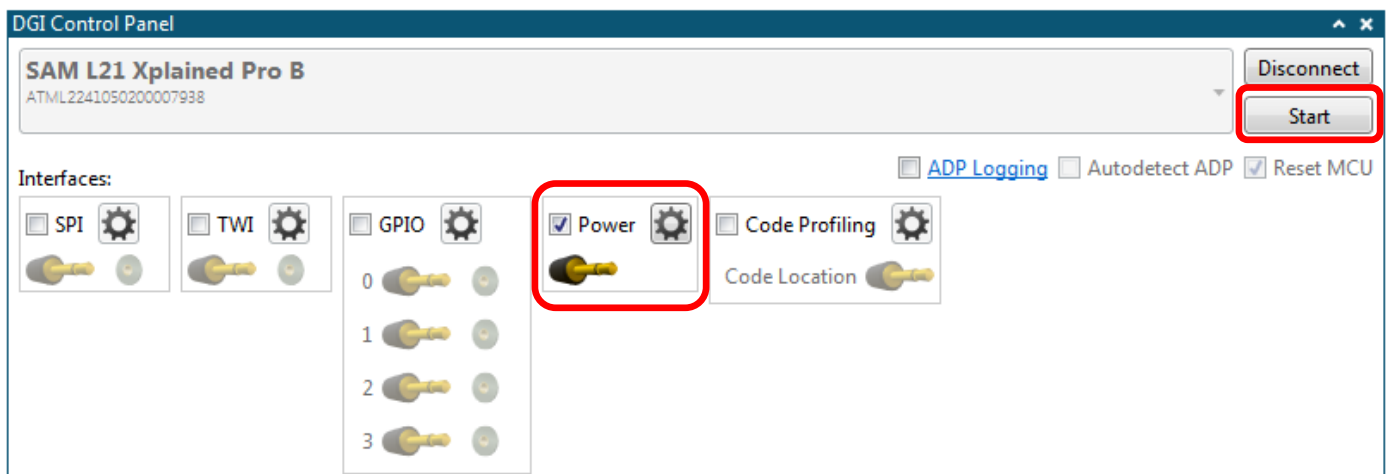 DGI Control Panel
SAM L21 Xplained Pro B
ATML2241050200007938
Disconnect
Start
ADP Logging Autodetect ADP Reset MCU
Interfaces:
SPI TWI GPIO Power Code Profiling
0 Code Location
1
2
3